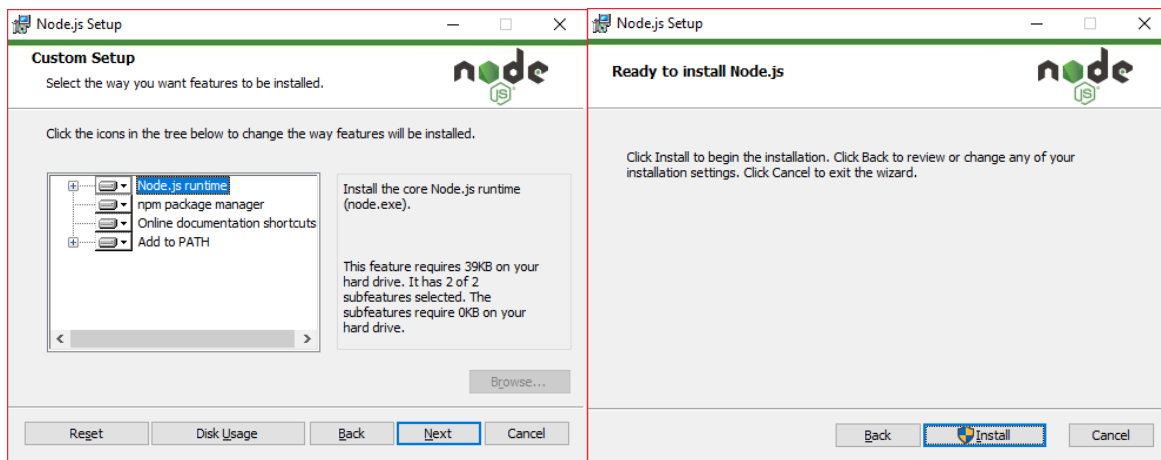 Node.js Setup
Custom Setup
Select the way you want features to be installed.
node
JS
Click the icons in the tree below to change the way features will be installed.
Node.js runtime
npm package manager
Online documentation shortcuts
Add to PATH
Install the core Node.js runtime
(node.exe).
This feature requires 39KB on your
hard drive. It has 2 of 2
subfeatures selected. The
subfeatures require 0KB on your
hard drive.
Browse...
Reset
Disk Usage
Back
Next
Cancel
Node.js Setup
Ready to install Node.js
node
JS
Click Install to begin the installation. Click Back to review or change any of your
installation settings. Click Cancel to exit the wizard.
Back
Install
Cancel